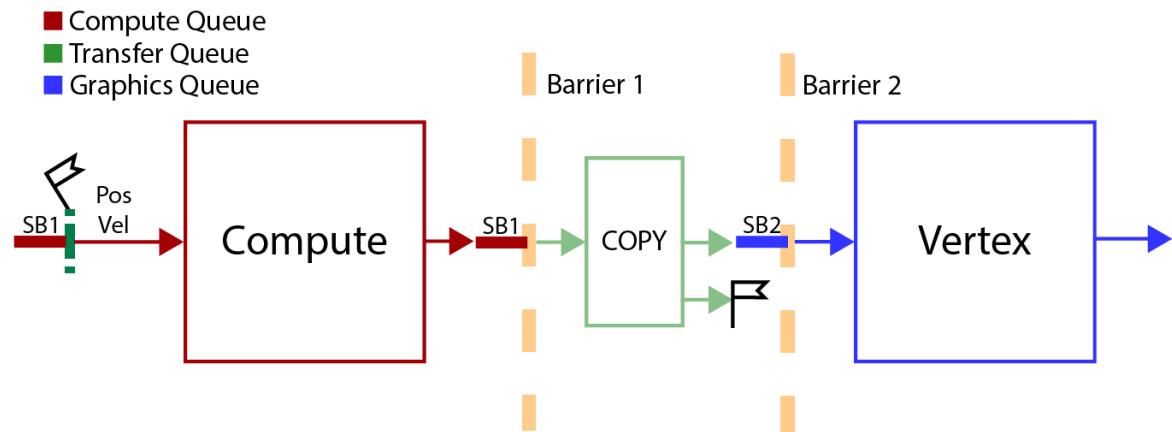 Compute Queue
Transfer Queue
Graphics Queue
Barrier 1
Barrier 2
SB1
Pos
Vel
Compute
SB1
COPY
SB2
Vertex